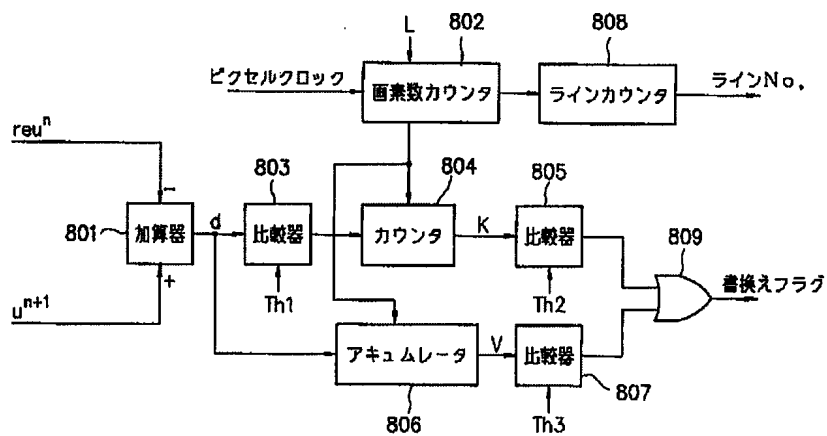 L
802
808
ピクセルクロック
画素数カウンタ
ラインカウンタ
ラインNo.
reuⁿ
−
803
804
805
801
加算器
d
比較器
カウンタ
K
比較器
809
+
Th1
Th2
書換えフラグ
uⁿ⁺¹
アキュムレータ
V
比較器
806
807
Th3